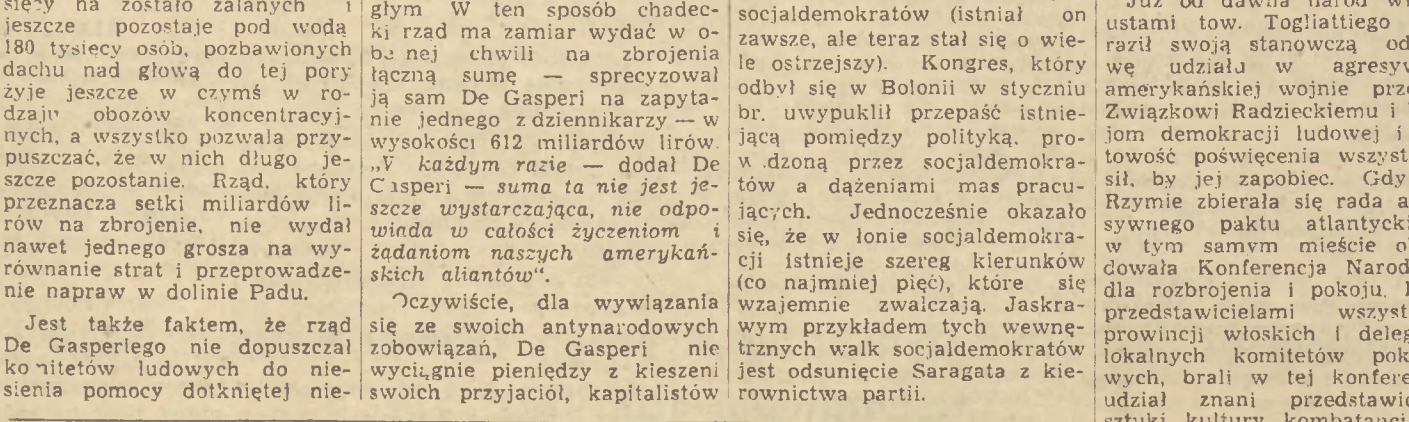 na zostało zalanych i
jeszcze pozostaje pod wodą
180 tysięcy osób, pozbawionych
dachu nad głową do tej pory
żyje jeszcze w czymś w ro-
dzaju obozów koncentracyj-
nych, a wszystko pozwala przy-
puszczać, że w nich długo je-
szcze pozostanie. Rząd, który
przeznacza setki miliardów li-
rów na zbrojenie, nie wydał
nawet jednego grosza na wy-
równanie strat i przeprowadze-
nie napraw w dolinie Padu.
Jest także faktem, że rząd
De Gasperiego nie dopuszczał
komitetów ludowych do nie-
sienia pomocy dotkniętej nie-
głym W ten sposób chadec-
ki rząd ma zamiar wydać w o-
becnej chwili na zbrojenia
łączną sumę — sprecyzował
ją sam De Gasperi na zapyta-
nie jednego z dziennikarzy — w
wysokości 612 miliardów lirów.
„V każdym razie — dodał De
Gasperi — suma ta nie jest je-
szcze wystarczająca, nie odpo-
wiada w całości życzeniom i
żądaniom naszych amerykań-
skich aliantów“.
Oczywiście, dla wywiązania
się ze swoich antynarodowych
zobowiązań, De Gasperi nie
wyciągnie pieniędzy z kieszeni
swoich przyjaciół, kapitalistów
socjaldemokratów (istniał on
zawsze, ale teraz stał się o wie-
le ostrzejszy). Kongres, który
odbył się w Bolonii w styczniu
br. uwypuklił przepaść istnie-
jącą pomiędzy polityką, pro-
wadzoną przez socjaldemokra-
tów a dążeniami mas pracu-
jących. Jednocześnie okazało
się, że w łonie socjaldemokra-
cji istnieje szereg kierunków
(co najmniej pięć), które się
wzajemnie zwalczają. Jaskra-
wym przykładem tych wewnę-
trznych walk socjaldemokratów
jest odsunięcie Saragata z kie-
rownictwa partii.
Już od dawna naród
ustami tow. Togliattiego
raził swoją stanowczą od
wę udziału w agresyw
amerykańskiej wojnie prze
Związkowi Radzieckiemu i
jom demokracji ludowej i
towość poświęcenia wszyst
sił, by jej zapobiec. Gdy
Rzymie zbierała się rada a
sywnego paktu atlantycki
w tym samym mieście o
dowała Konferencja Narod
dla rozbrojenia i pokoju.
przedstawicielami wszyst
prowincji włoskich i deleg
lokalnych komitetów pok
wych, brali w tej konfere
udział znani przedstawic
sztuki kultury kombatanci